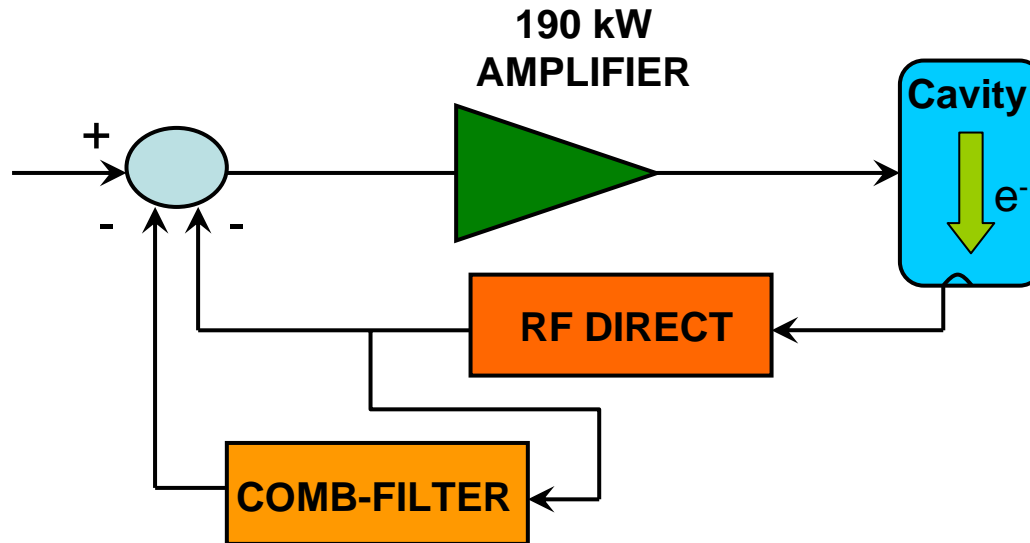 190 kW
AMPLIFIER
Cavity
+
e-
-
-
RF DIRECT
COMB-FILTER